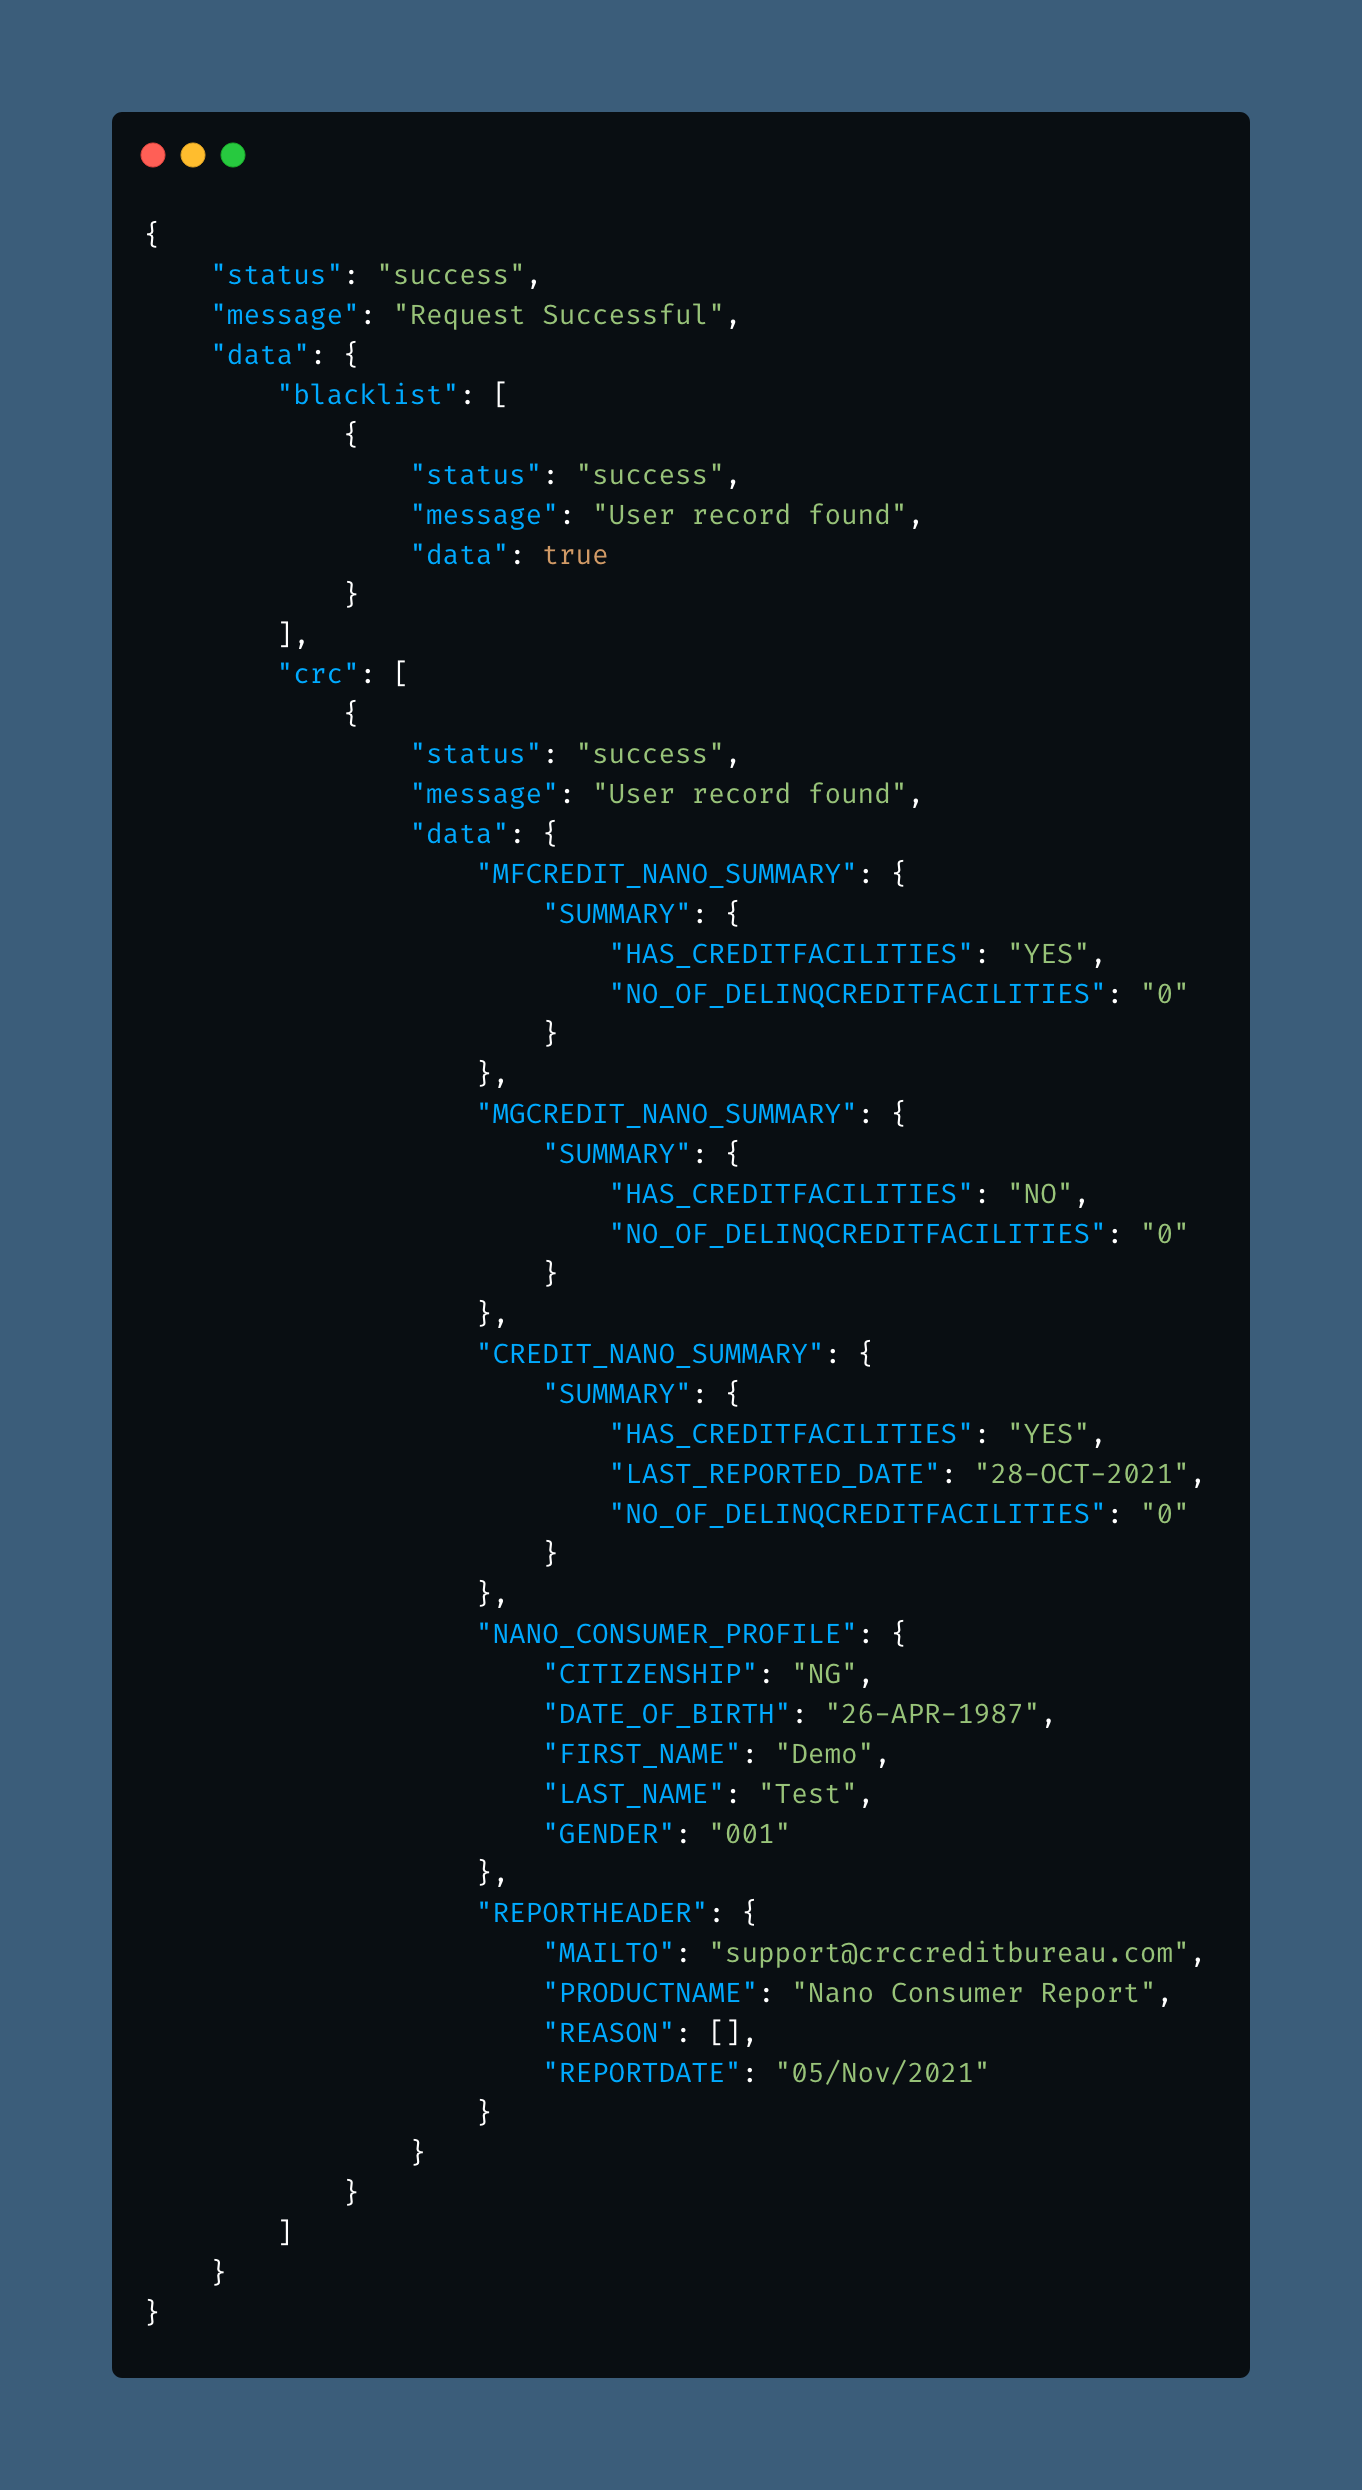 {
    "status": "success",
    "message": "Request Successful",
    "data": {
        "blacklist": [
            {
                "status": "success",
                "message": "User record found",
                "data": true
            }
        ],
        "crc": [
            {
                "status": "success",
                "message": "User record found",
                "data": {
                    "MFCREDIT_NANO_SUMMARY": {
                        "SUMMARY": {
                            "HAS_CREDITFACILITIES": "YES",
                            "NO_OF_DELINQCREDITFACILITIES": "0"
                        }
                    },
                    "MGCREDIT_NANO_SUMMARY": {
                        "SUMMARY": {
                            "HAS_CREDITFACILITIES": "NO",
                            "NO_OF_DELINQCREDITFACILITIES": "0"
                        }
                    },
                    "CREDIT_NANO_SUMMARY": {
                        "SUMMARY": {
                            "HAS_CREDITFACILITIES": "YES",
                            "LAST_REPORTED_DATE": "28-OCT-2021",
                            "NO_OF_DELINQCREDITFACILITIES": "0"
                        }
                    },
                    "NANO_CONSUMER_PROFILE": {
                        "CITIZENSHIP": "NG",
                        "DATE_OF_BIRTH": "26-APR-1987",
                        "FIRST_NAME": "Demo",
                        "LAST_NAME": "Test",
                        "GENDER": "001"
                    },
                    "REPORTHEADER": {
                        "MAILTO": "support@crccreditbureau.com",
                        "PRODUCTNAME": "Nano Consumer Report",
                        "REASON": [],
                        "REPORTDATE": "05/Nov/2021"
                    }
                }
            }
        ]
    }
}